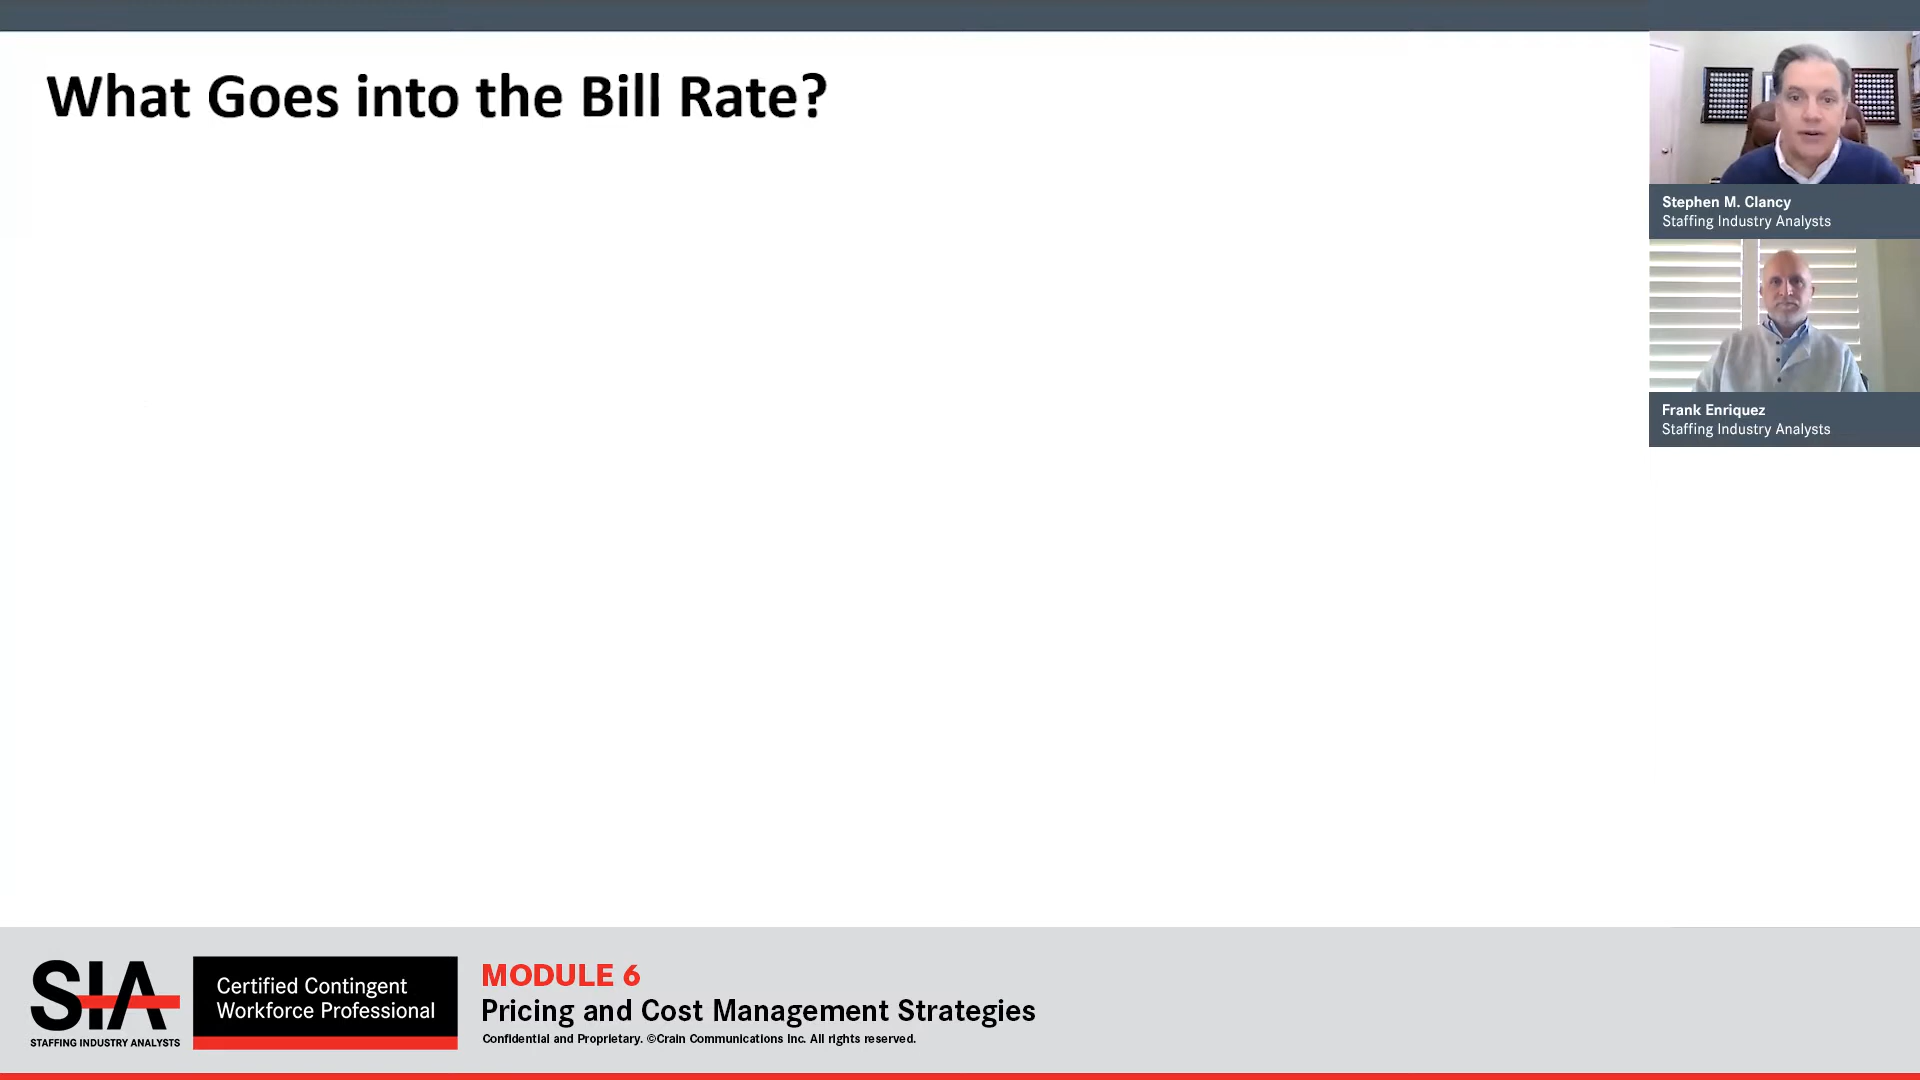 What Goes into the Bill Rate?
Stephen M. Clancy
Staffing Industry Analysts
Frank Enriquez
Staffing Industry Analysts
SIA
STAFFING INDUSTRY ANALYSTS
Certified Contingent
Workforce Professional
MODULE 6
Pricing and Cost Management Strategies
Confidential and Proprietary. ©Crain Communications Inc. All rights reserved.